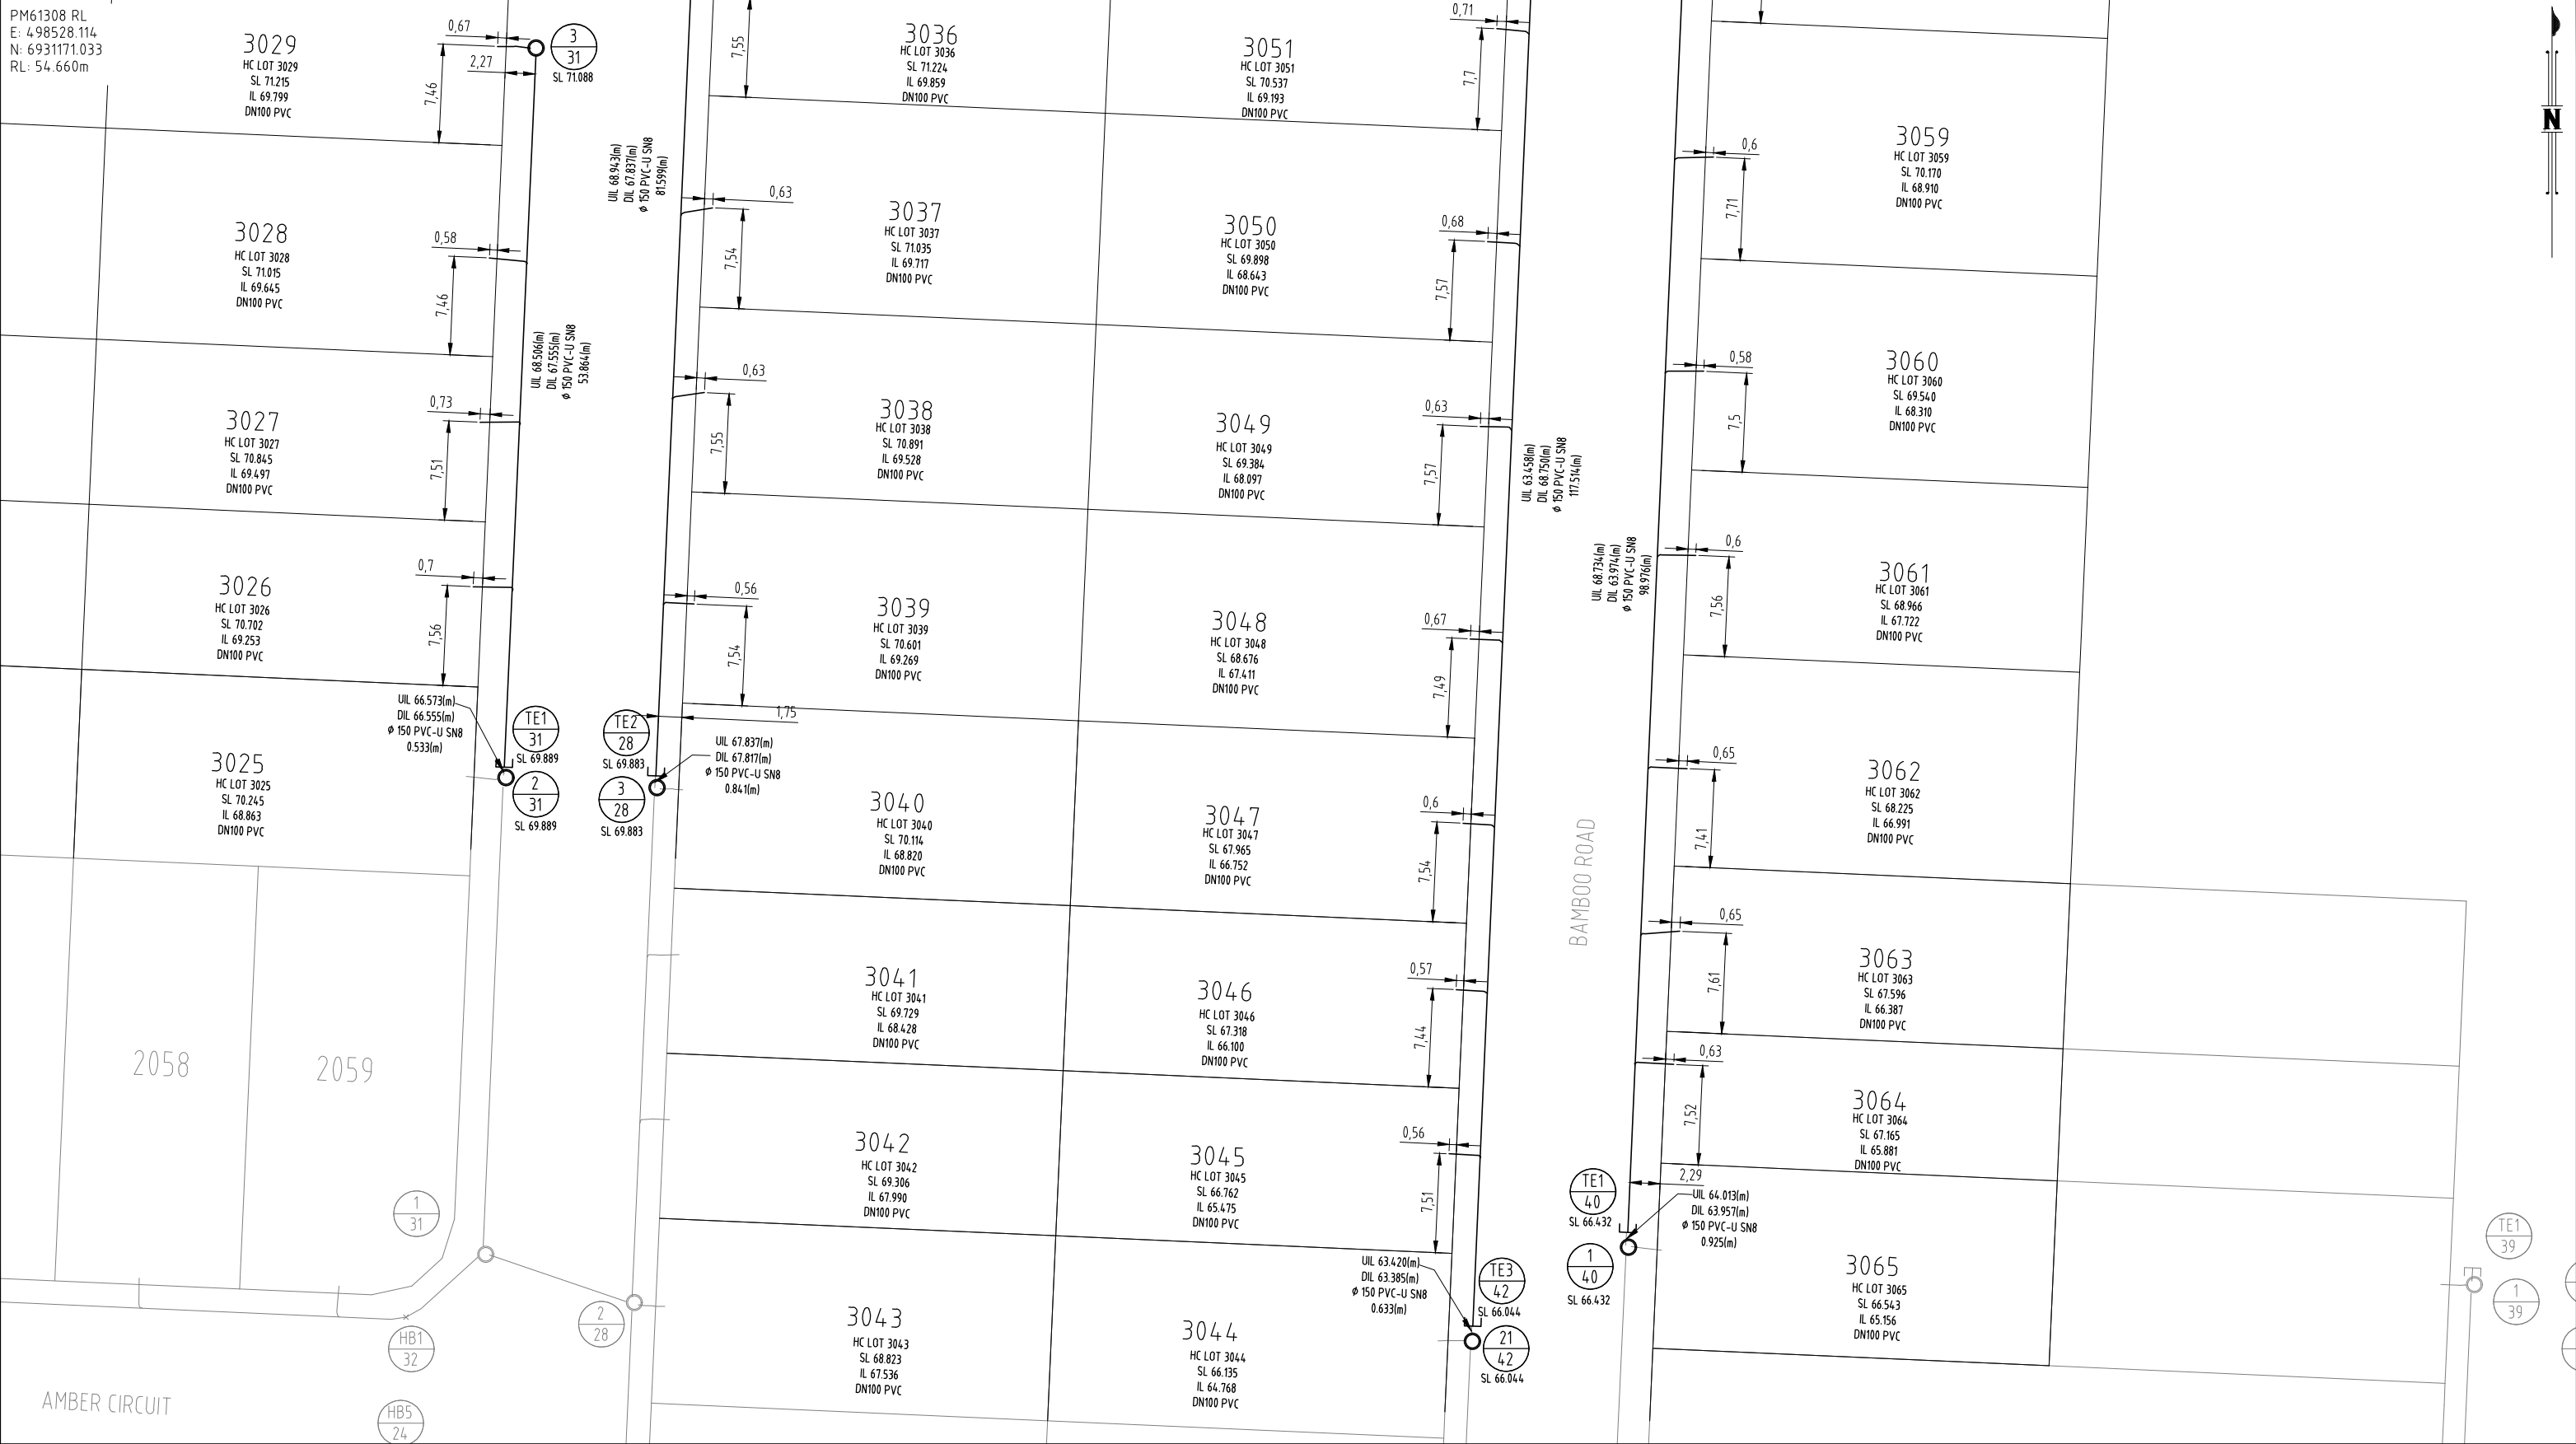 PM61308 RL
E: 498528.114
N: 6931171.033
RL: 54.660m
3029
HC LOT 3029
SL 71.215
IL 69.799
DN100 PVC
0,67
2,27
7,46
3
31
SL 71.088
3028
HC LOT 3028
SL 71.015
IL 69.645
DN100 PVC
0,58
7,46
UIL 68.506(m)
DIL 67.555(m)
ϕ 150 PVC-U SN8
53.864(m)
3027
HC LOT 3027
SL 70.845
IL 69.497
DN100 PVC
0,73
7,51
3026
HC LOT 3026
SL 70.702
IL 69.253
DN100 PVC
0,7
7,56
UIL 66.573(m)
DIL 66.555(m)
ϕ 150 PVC-U SN8
0.533(m)
TE1
31
SL 69.889
2
31
SL 69.889
3025
HC LOT 3025
SL 70.245
IL 68.863
DN100 PVC
2058
2059
1
31
HB1
32
HB5
24
AMBER CIRCUIT
2
28
7,55
3036
HC LOT 3036
SL 71.224
IL 69.859
DN100 PVC
UIL 68.943(m)
DIL 67.837(m)
ϕ 150 PVC-U SN8
81.599(m)
0,63
7,54
3037
HC LOT 3037
SL 71.035
IL 69.717
DN100 PVC
0,63
7,55
3038
HC LOT 3038
SL 70.891
IL 69.528
DN100 PVC
0,56
7,54
3039
HC LOT 3039
SL 70.601
IL 69.269
DN100 PVC
1,75
TE2
28
SL 69.883
3
28
SL 69.883
UIL 67.837(m)
DIL 67.817(m)
ϕ 150 PVC-U SN8
0.841(m)
3040
HC LOT 3040
SL 70.114
IL 68.820
DN100 PVC
3041
HC LOT 3041
SL 69.729
IL 68.428
DN100 PVC
3042
HC LOT 3042
SL 69.306
IL 67.990
DN100 PVC
3043
HC LOT 3043
SL 68.823
IL 67.536
DN100 PVC
3051
HC LOT 3051
SL 70.537
IL 69.193
DN100 PVC
0,71
7,7
3050
HC LOT 3050
SL 69.898
IL 68.643
DN100 PVC
0,68
7,57
3049
HC LOT 3049
SL 69.384
IL 68.097
DN100 PVC
0,63
7,57
UIL 63.458(m)
DIL 68.750(m)
ϕ 150 PVC-U SN8
117.514(m)
3048
HC LOT 3048
SL 68.676
IL 67.411
DN100 PVC
0,67
7,49
3047
HC LOT 3047
SL 67.965
IL 66.752
DN100 PVC
0,6
7,54
3046
HC LOT 3046
SL 67.318
IL 66.100
DN100 PVC
0,57
7,44
3045
HC LOT 3045
SL 66.762
IL 65.475
DN100 PVC
0,56
7,51
UIL 63.420(m)
DIL 63.385(m)
ϕ 150 PVC-U SN8
0.633(m)
TE3
42
SL 66.044
21
42
SL 66.044
3044
HC LOT 3044
SL 66.135
IL 64.768
DN100 PVC
BAMBOO ROAD
3059
HC LOT 3059
SL 70.170
IL 68.910
DN100 PVC
0,6
7,71
3060
HC LOT 3060
SL 69.540
IL 68.310
DN100 PVC
0,58
7,5
UIL 68.734(m)
DIL 63.974(m)
ϕ 150 PVC-U SN8
98.976(m)
3061
HC LOT 3061
SL 68.966
IL 67.722
DN100 PVC
0,6
7,56
3062
HC LOT 3062
SL 68.225
IL 66.991
DN100 PVC
0,65
7,41
3063
HC LOT 3063
SL 67.596
IL 66.387
DN100 PVC
0,65
7,61
3064
HC LOT 3064
SL 67.165
IL 65.881
DN100 PVC
0,63
7,52
2,29
TE1
40
SL 66.432
1
40
SL 66.432
UIL 64.013(m)
DIL 63.957(m)
ϕ 150 PVC-U SN8
0.925(m)
3065
HC LOT 3065
SL 66.543
IL 65.156
DN100 PVC
TE1
39
1
39
N